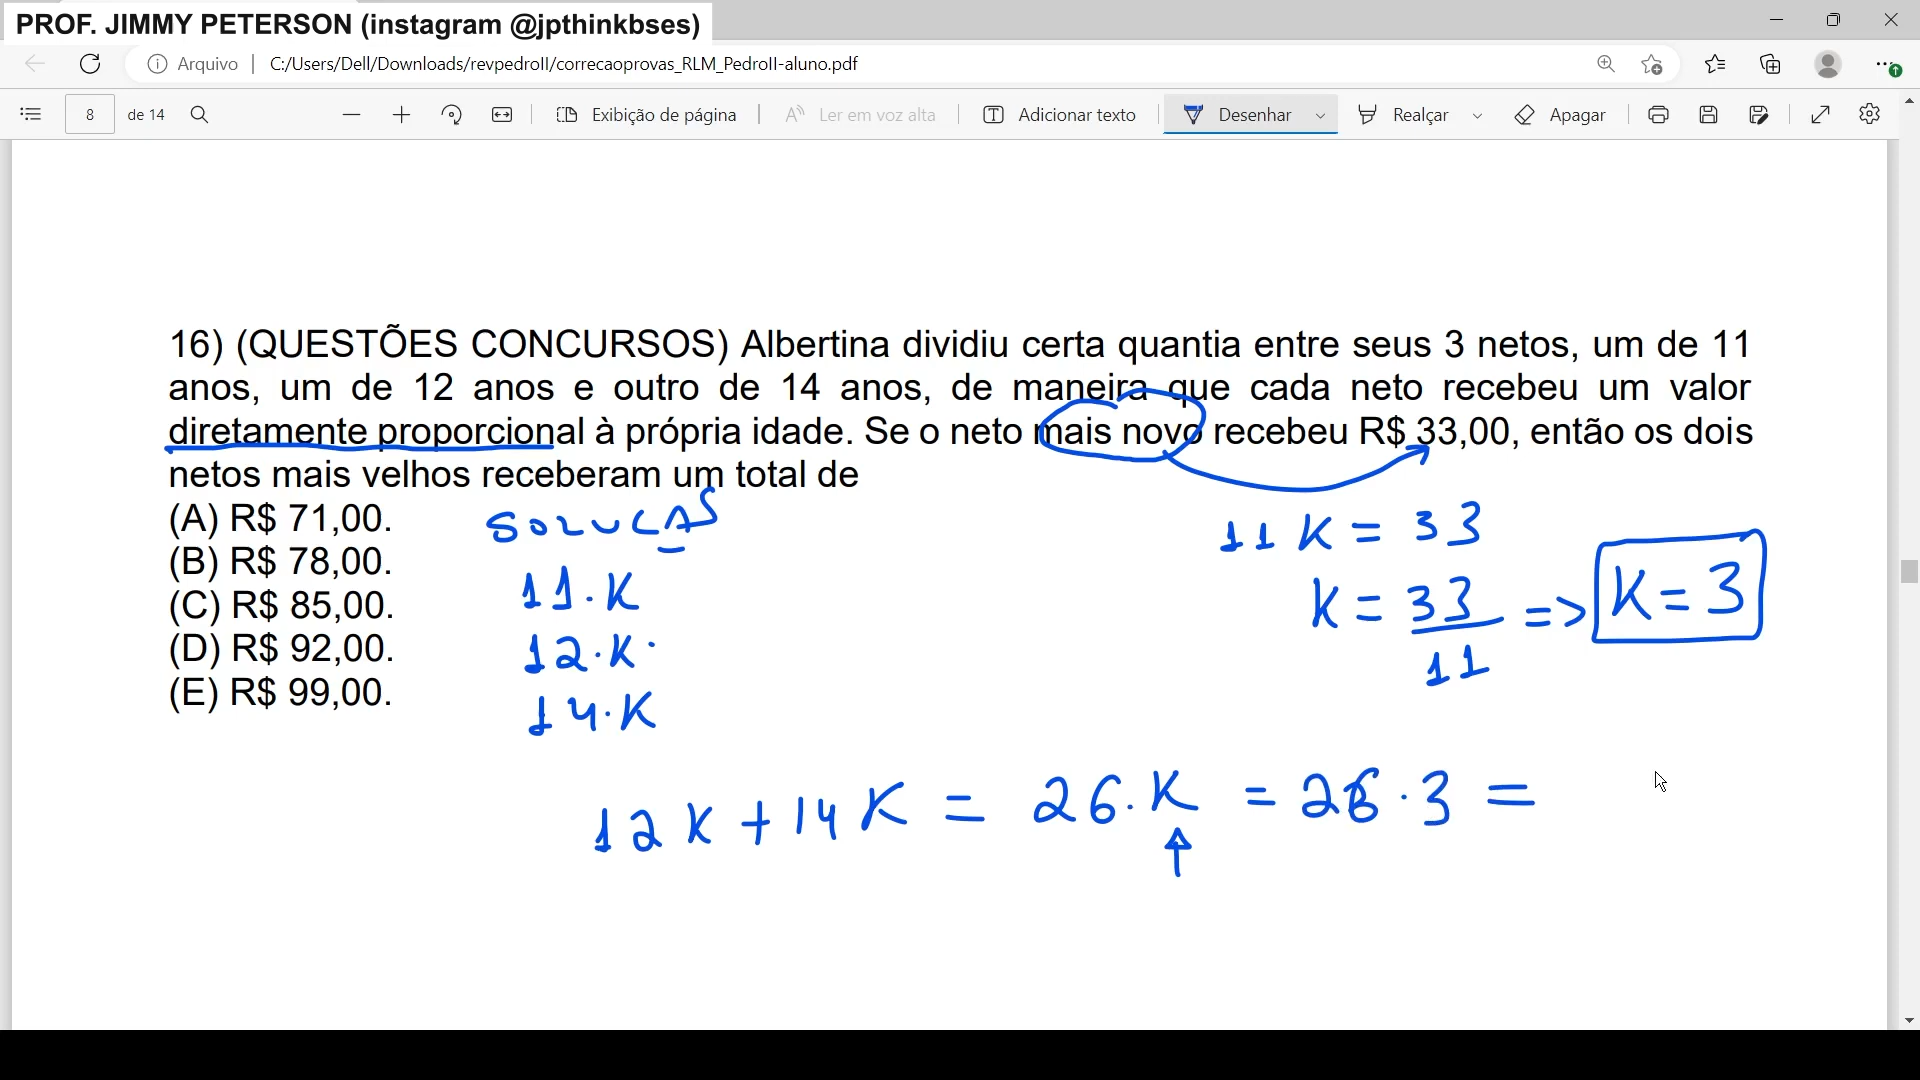 PROF. JIMMY PETERSON (instagram @jpthinkbses)
Arquivo | C:/Users/Dell/Downloads/revpedroII/correcaoprovas_RLM_PedroII-aluno.pdf
8 de 14 Exibição de página Ler em voz alta Adicionar texto Desenhar Realçar Apagar
16) (QUESTÕES CONCURSOS) Albertina dividiu certa quantia entre seus 3 netos, um de 11
anos, um de 12 anos e outro de 14 anos, de maneira que cada neto recebeu um valor
diretamente proporcional à própria idade. Se o neto mais novo recebeu R$ 33,00, então os dois
netos mais velhos receberam um total de
(A) R$ 71,00.
(B) R$ 78,00.
(C) R$ 85,00.
(D) R$ 92,00.
(E) R$ 99,00.
SOLUCAS
11.K
12.K.
14.K
11K = 33
K = 33/11 => K = 3
12K + 14K = 26.K = 26.3 =